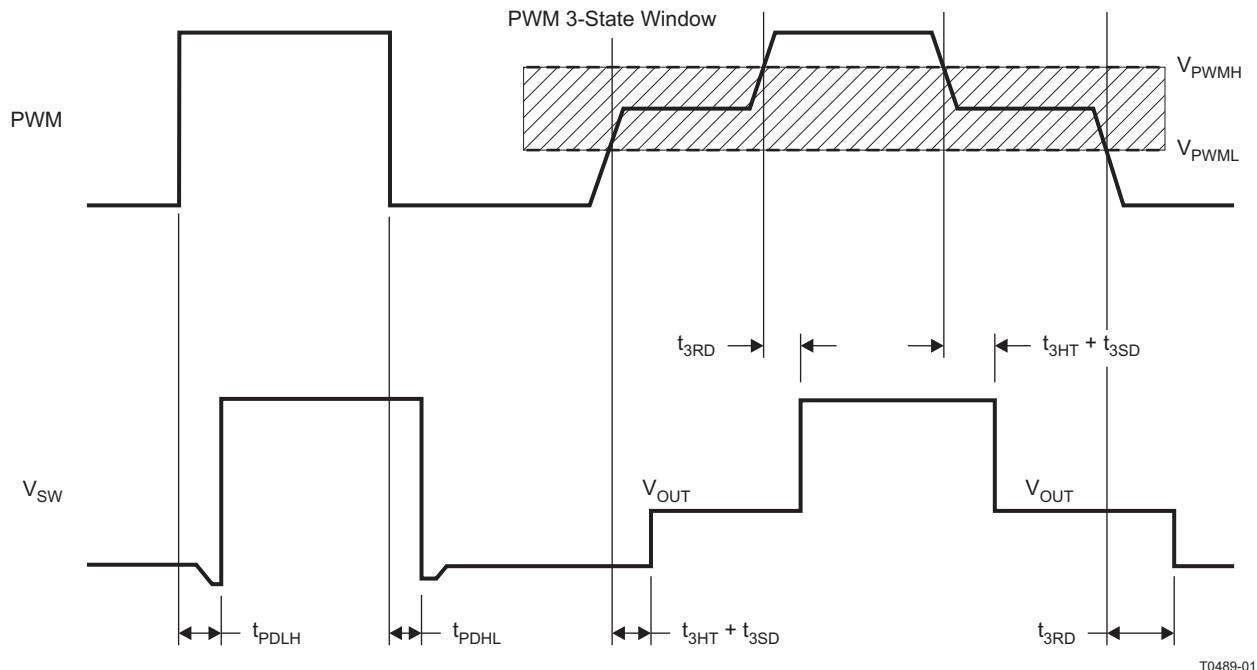 PWM 3-State Window
V_PWMH
PWM
V_PWML
t_3RD
t_3HT + t_3SD
V_SW
V_OUT
V_OUT
t_PDLH
t_PDHL
t_3HT + t_3SD
t_3RD
T0489-01